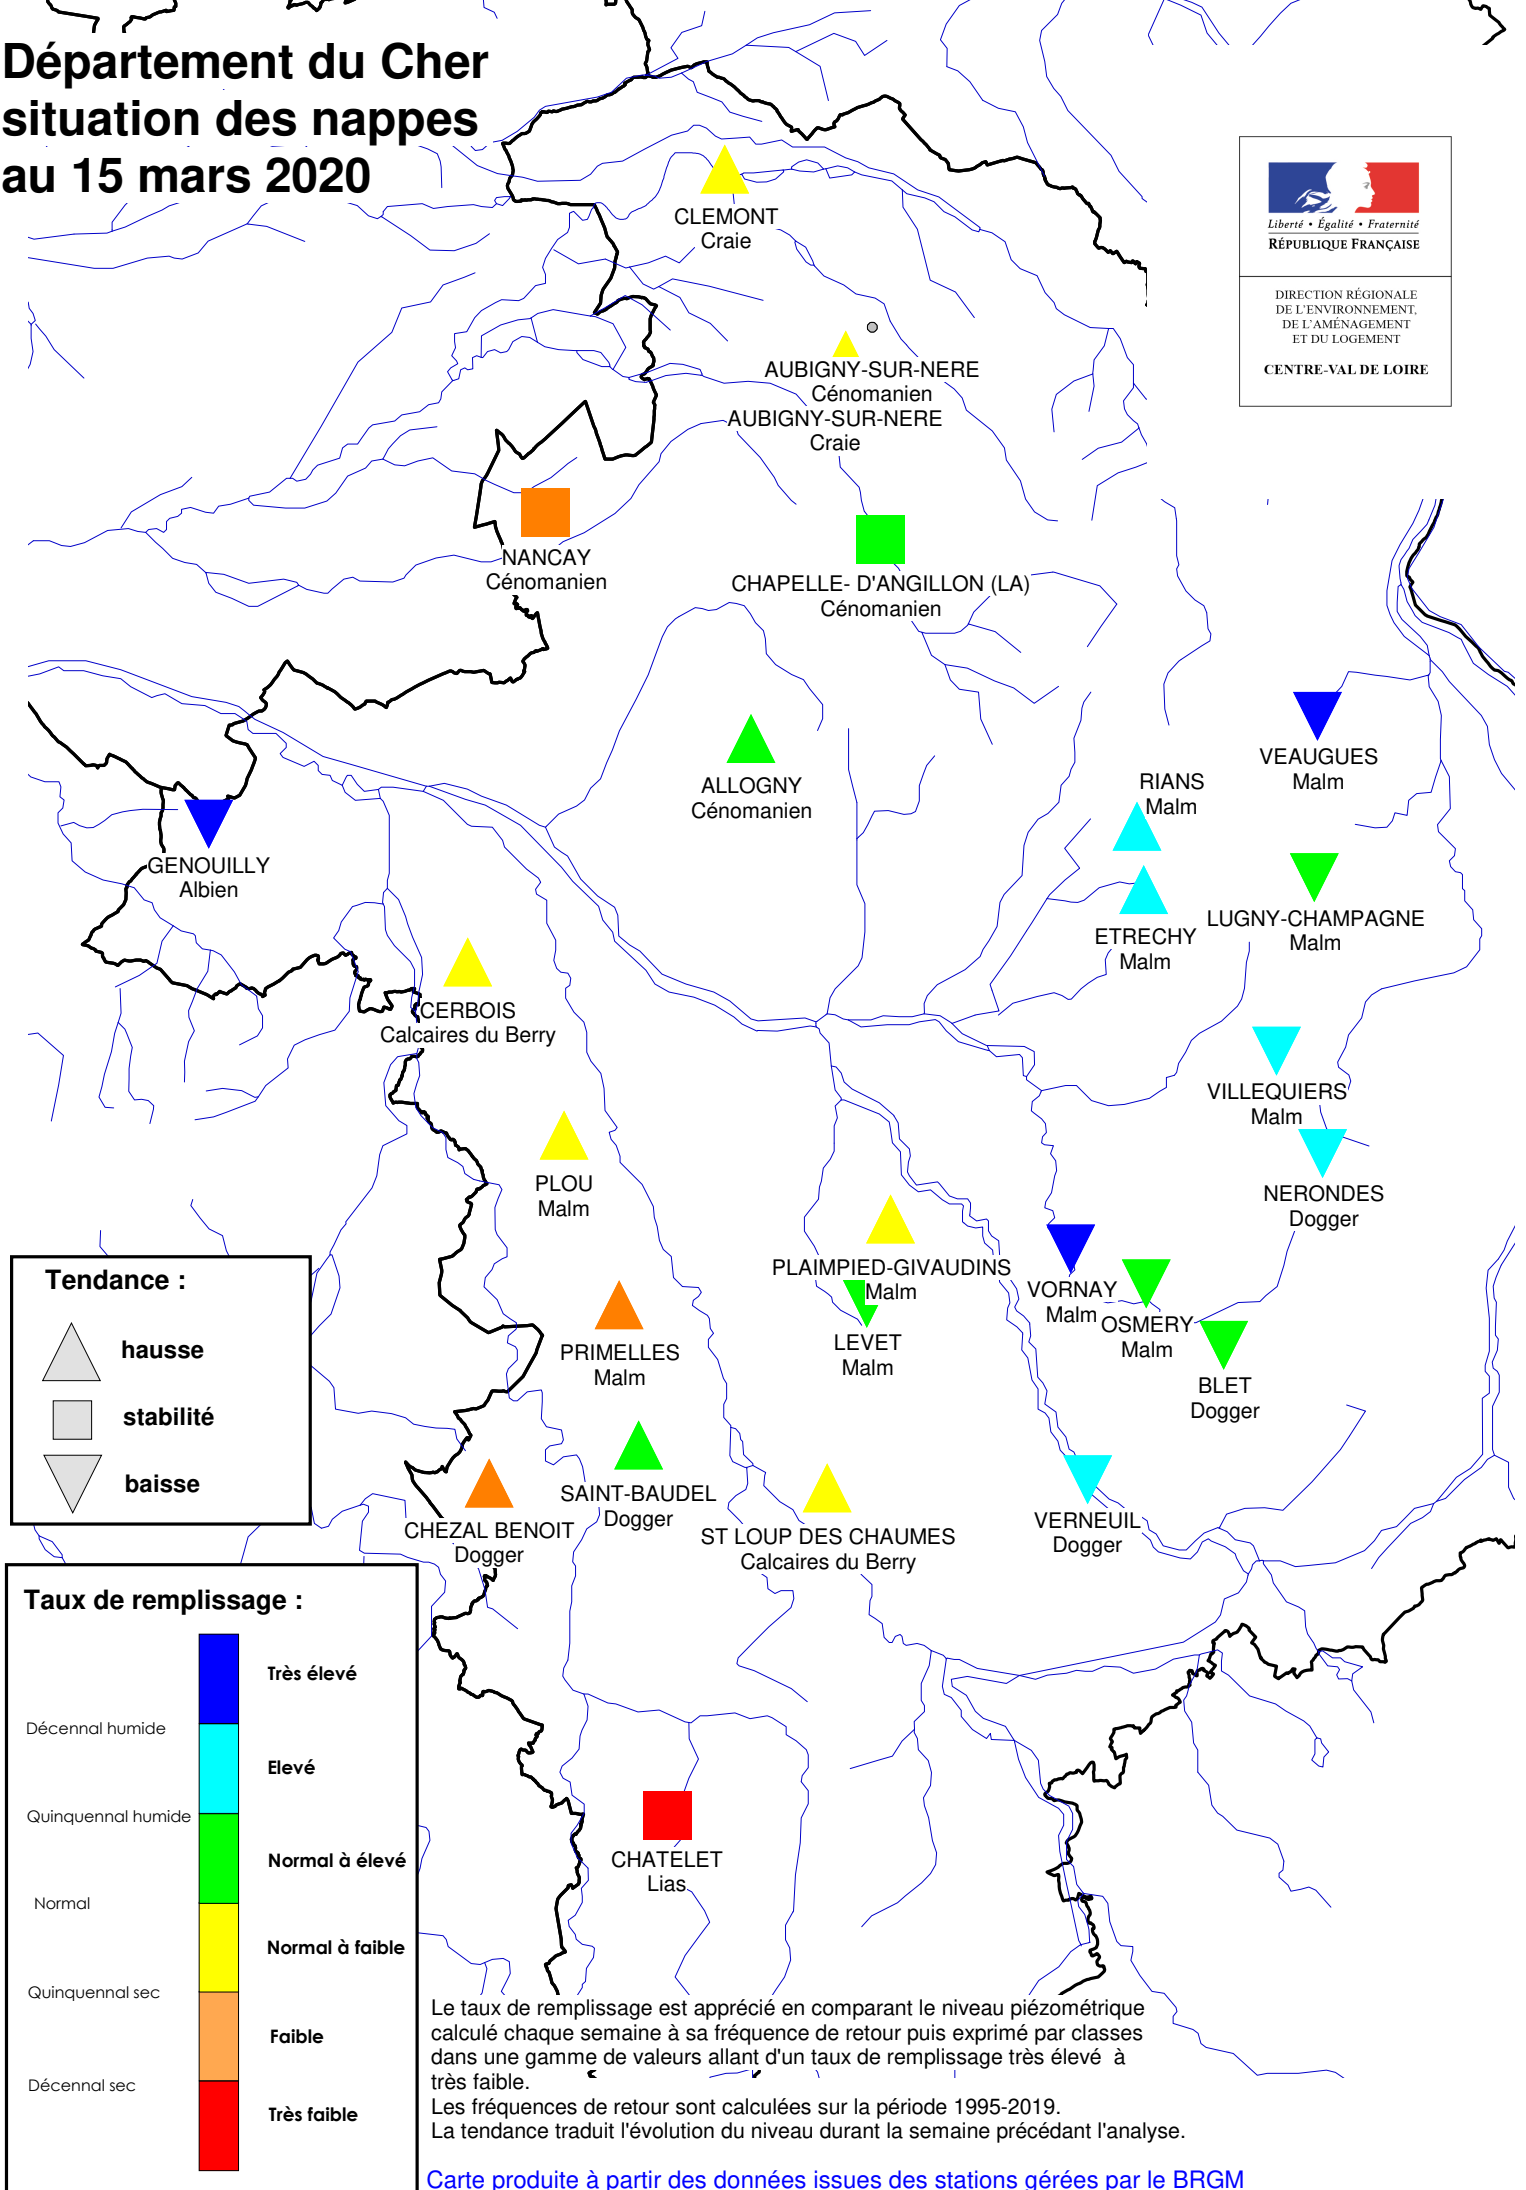 Département du Cher
situation des nappes
au 15 mars 2020
Liberté • Égalité • Fraternité
RÉPUBLIQUE FRANÇAISE
DIRECTION RÉGIONALE
DE L'ENVIRONNEMENT,
DE L'AMÉNAGEMENT
ET DU LOGEMENT
CENTRE-VAL DE LOIRE
CLEMONT
Craie
AUBIGNY-SUR-NERE
Cénomanien
AUBIGNY-SUR-NERE
Craie
NANCAY
Cénomanien
CHAPELLE- D'ANGILLON (LA)
Cénomanien
ALLOGNY
Cénomanien
VEAUGUES
Malm
RIANS
Malm
GENOUILLY
Albien
ETRECHY
Malm
LUGNY-CHAMPAGNE
Malm
CERBOIS
Calcaires du Berry
VILLEQUIERS
Malm
PLOU
Malm
NERONDES
Dogger
PLAIMPIED-GIVAUDINS
Malm
VORNAY
Malm
OSMERY
Malm
LEVET
Malm
PRIMELLES
Malm
BLET
Dogger
SAINT-BAUDEL
Dogger
CHEZAL BENOIT
Dogger
ST LOUP DES CHAUMES
Calcaires du Berry
VERNEUIL
Dogger
CHATELET
Lias
Tendance :
hausse
stabilité
baisse
Taux de remplissage :
Très élevé
Décennal humide
Elevé
Quinquennal humide
Normal à élevé
Normal
Normal à faible
Quinquennal sec
Faible
Décennal sec
Très faible
Le taux de remplissage est apprécié en comparant le niveau piézométrique
calculé chaque semaine à sa fréquence de retour puis exprimé par classes
dans une gamme de valeurs allant d'un taux de remplissage très élevé à
très faible.
Les fréquences de retour sont calculées sur la période 1995-2019.
La tendance traduit l'évolution du niveau durant la semaine précédant l'analyse.
Carte produite à partir des données issues des stations gérées par le BRGM